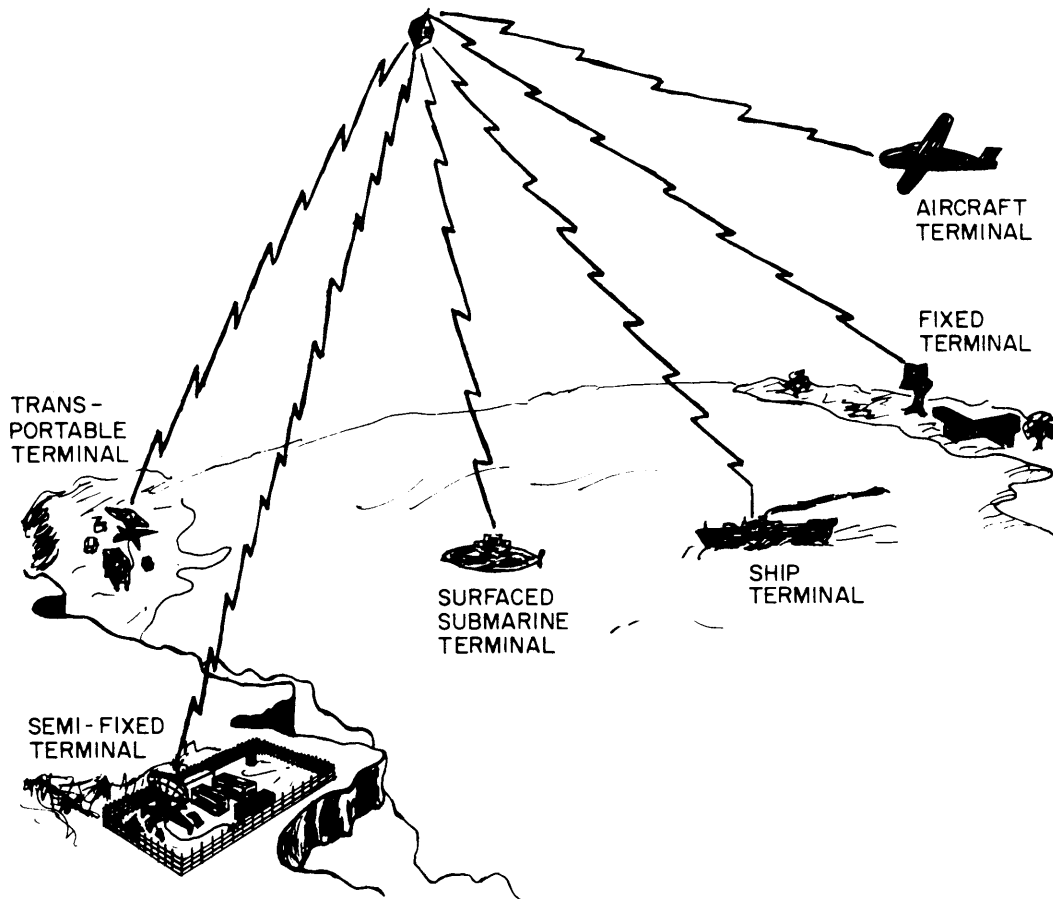 AIRCRAFT
TERMINAL
FIXED
TERMINAL
TRANS-
PORTABLE
TERMINAL
SHIP
TERMINAL
SURFACED
SUBMARINE
TERMINAL
SEMI-FIXED
TERMINAL